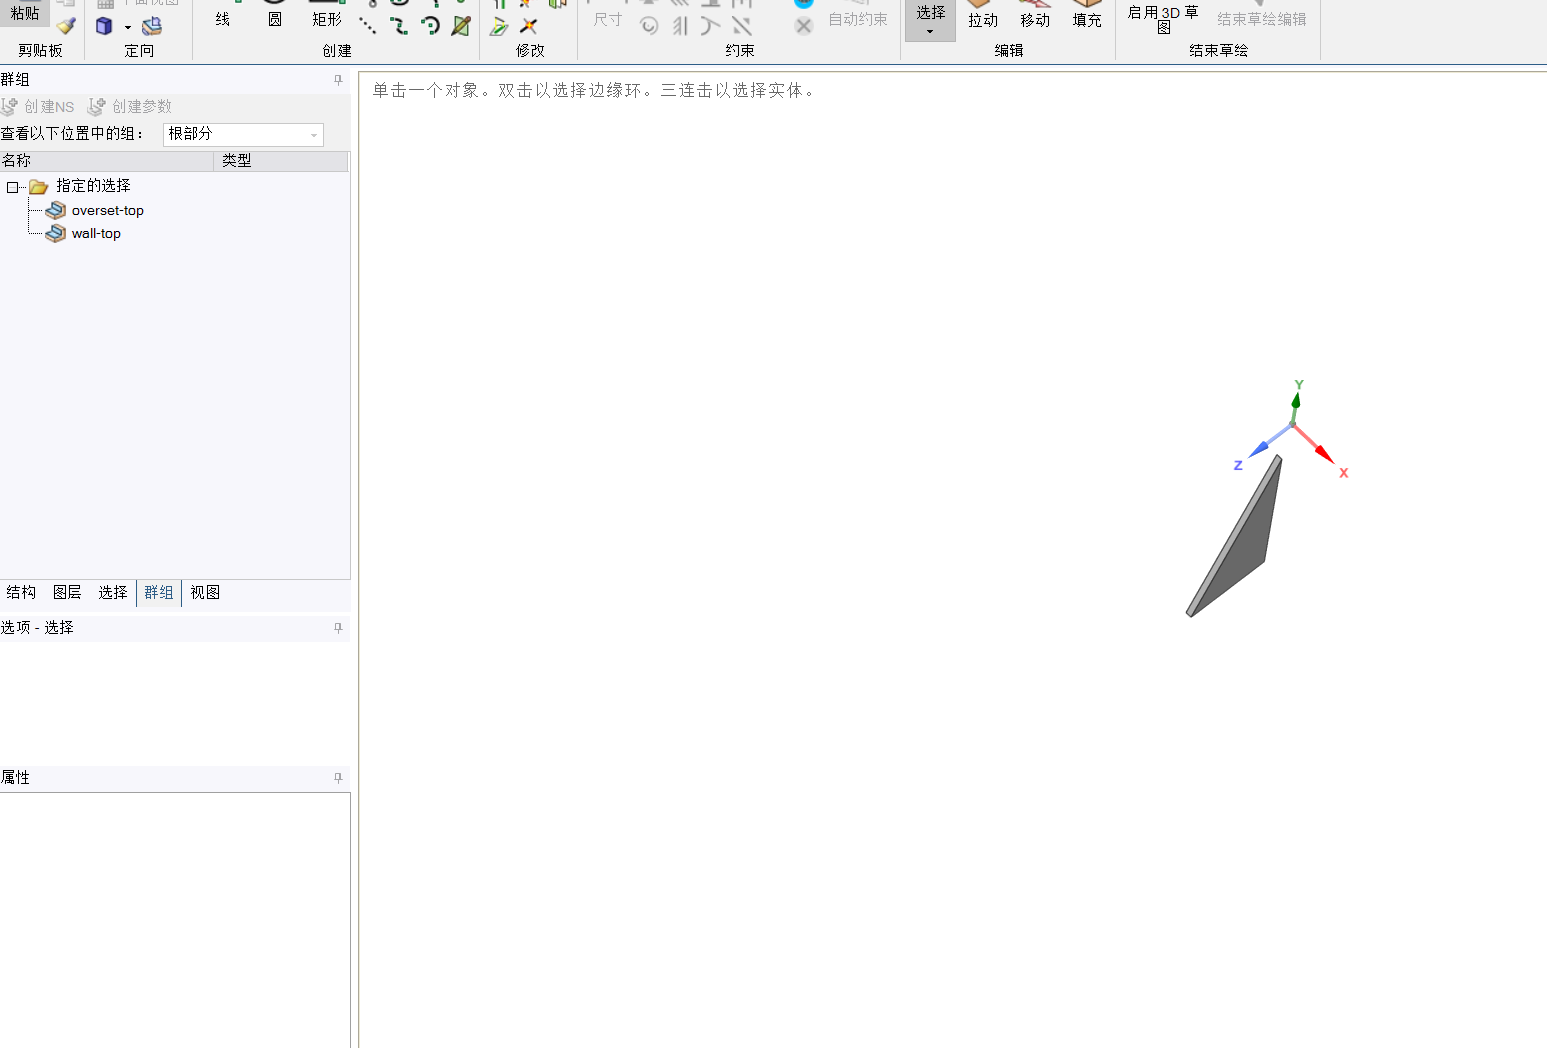 粘贴
线
圆
矩形
尺寸
自动约束
选择
拉动
移动
填充
启用 3D 草
图
结束草绘编辑
剪贴板
定向
创建
修改
约束
编辑
结束草绘
群组
创建NS
创建参数
查看以下位置中的组：
根部分
名称
类型
指定的选择
overset-top
wall-top
结构
图层
选择
群组
视图
选项 - 选择
属性
单击一个对象。双击以选择边缘环。三连击以选择实体。
Y
Z
X